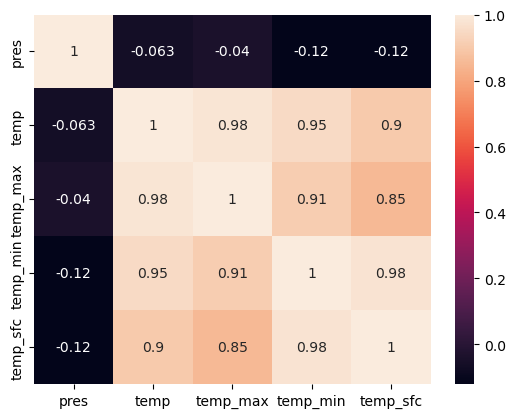 pres 1 -0.063 -0.04 -0.12 -0.12
temp -0.063 1 0.98 0.95 0.9
temp_max -0.04 0.98 1 0.91 0.85
temp_min -0.12 0.95 0.91 1 0.98
temp_sfc -0.12 0.9 0.85 0.98 1
pres temp temp_max temp_min temp_sfc
1.0
0.8
0.6
0.4
0.2
0.0